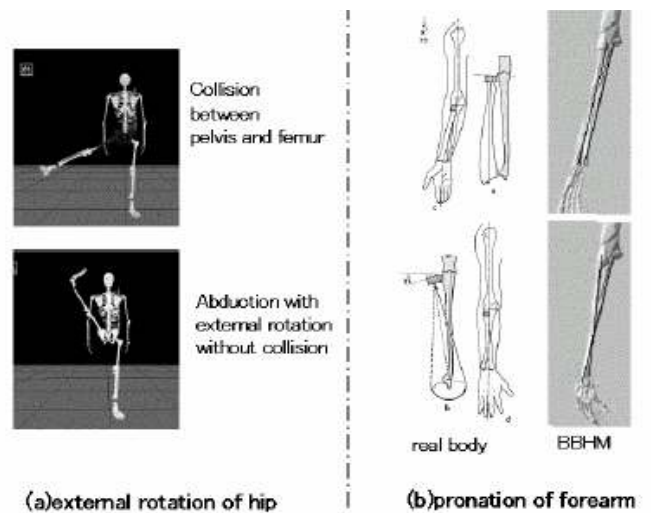 Collision
between
pelvis and femur
Abduction with
external rotation
without collision
(a)external rotation of hip
c
e
b
d
real body
BBHM
(b)pronation of forearm